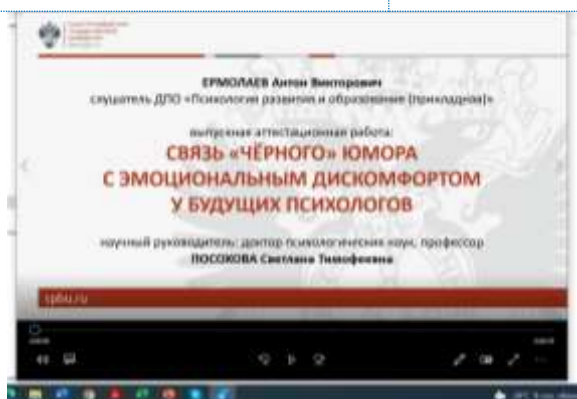 ЕРМОЛАЕВ Антон Викторович
слушатель ДПО «Психология развития и образования (прикладная)»
выпускная аттестационная работа:
СВЯЗЬ «ЧЁРНОГО» ЮМОРА
С ЭМОЦИОНАЛЬНЫМ ДИСКОМФОРТОМ
У БУДУЩИХ ПСИХОЛОГОВ
научный руководитель: доктор психологических наук, профессор
ПОСОХОВА Светлана Тимофеевна
spbu.ru